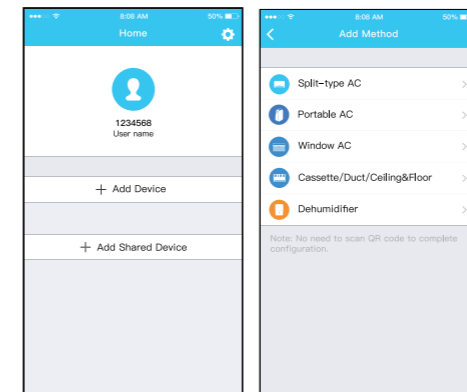 8:08 AM
50%
Home
1234568
User name
+ Add Device
+ Add Shared Device
8:08 AM
50%
Add Method
Split-type AC
Portable AC
Window AC
Cassette/Duct/Ceiling&Floor
Dehumidifier
Note: No need to scan QR code to complete
configuration.